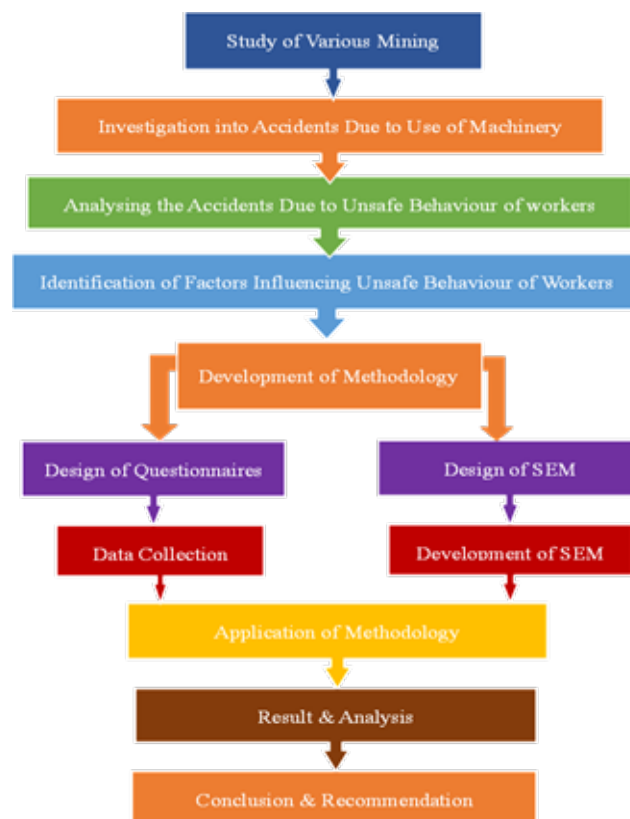 Study of Various Mining
Investigation into Accidents Due to Use of Machinery
Analysing the Accidents Due to Unsafe Behaviour of workers
Identification of Factors Influencing Unsafe Behaviour of Workers
Development of Methodology
Design of Questionnaires
Design of SEM
Data Collection
Development of SEM
Application of Methodology
Result & Analysis
Conclusion & Recommendation